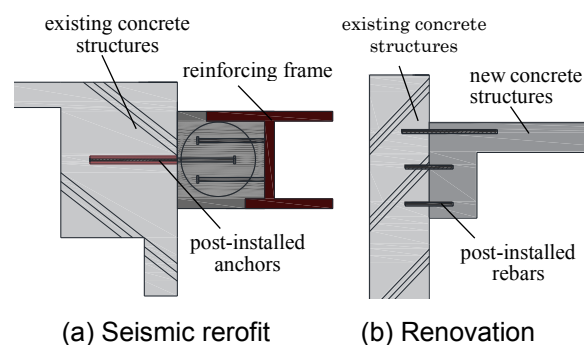 existing concrete
structures
reinforcing frame
post-installed
anchors
(a) Seismic rerofit
existing concrete
structures
new concrete
structures
post-installed
rebars
(b) Renovation